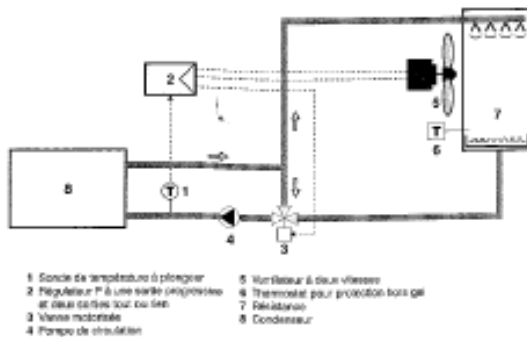 2
8
T
1
4
3
5
T
6
7
1 Sonde de température à plonger
2 Régulateur P à une sortie progressive
et deux sorties tout ou rien
3 Vanne motorisée
4 Pompe de circulation
5 Ventilateur à deux vitesses
6 Thermostat pour protection hors gel
7 Résistance
8 Condenseur